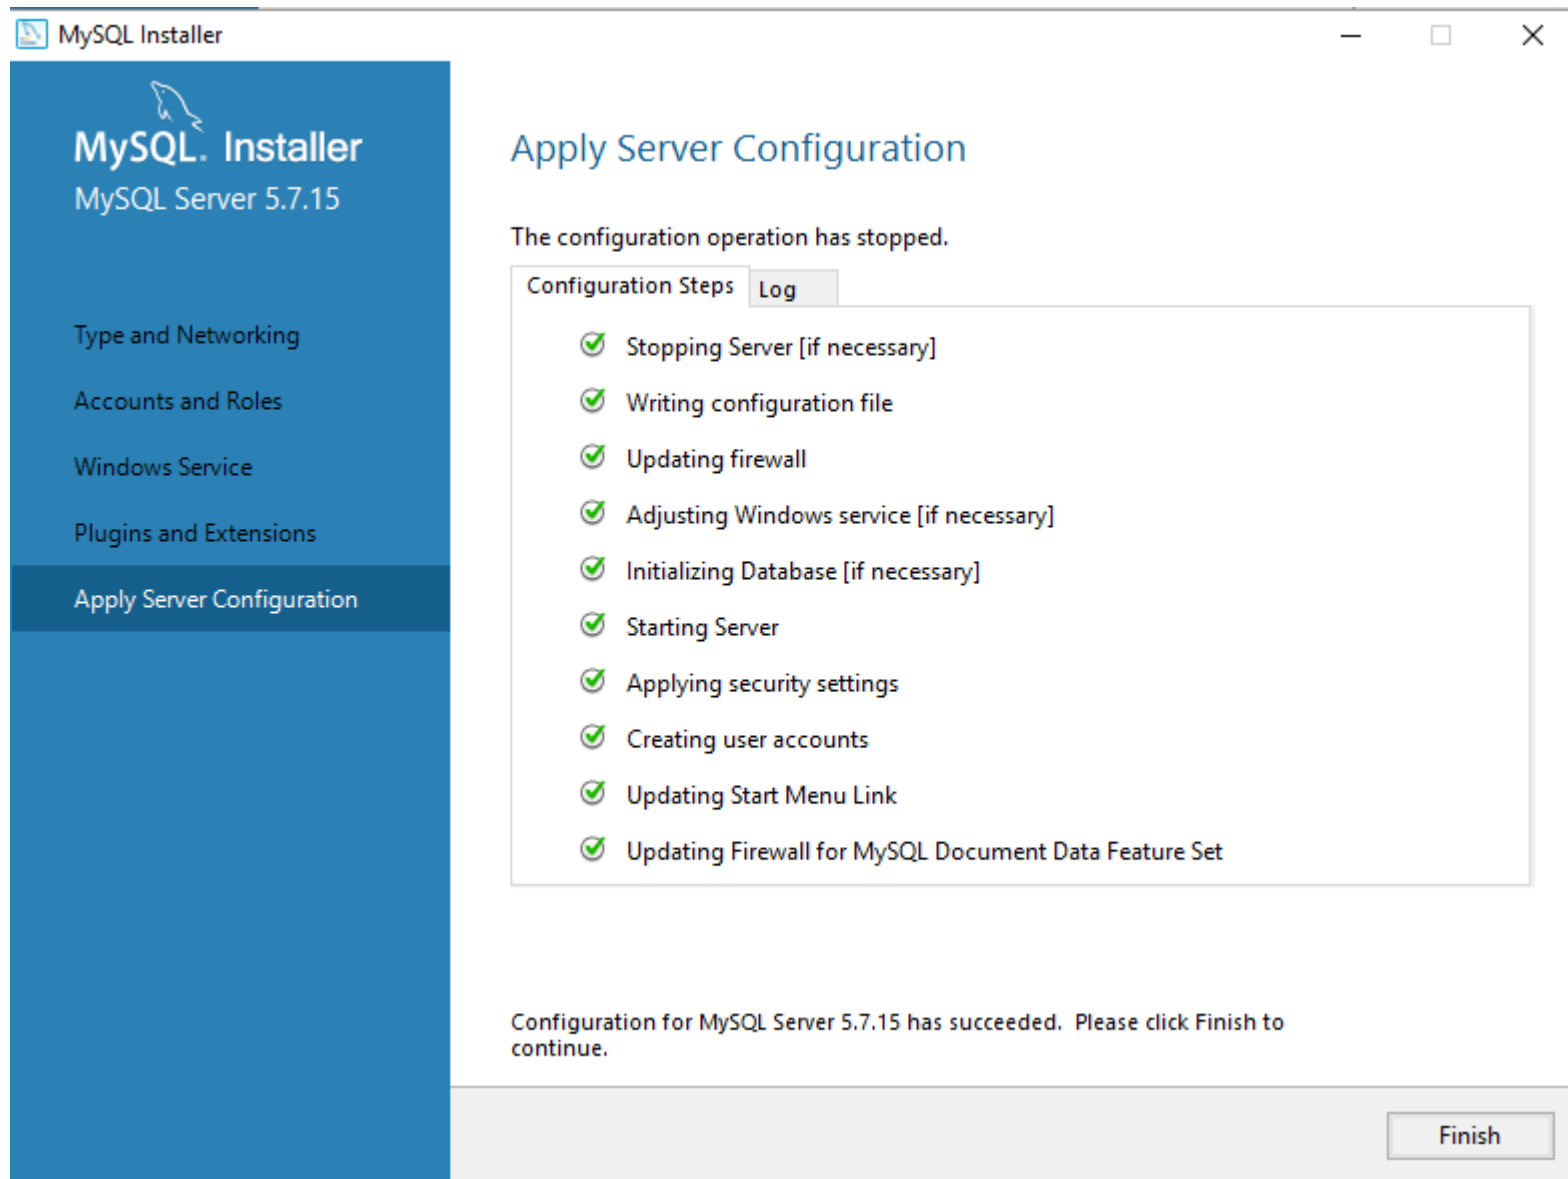 MySQL Installer
MySQL. Installer
MySQL Server 5.7.15
Type and Networking
Accounts and Roles
Windows Service
Plugins and Extensions
Apply Server Configuration
Apply Server Configuration
The configuration operation has stopped.
Configuration Steps
Log
Stopping Server [if necessary]
Writing configuration file
Updating firewall
Adjusting Windows service [if necessary]
Initializing Database [if necessary]
Starting Server
Applying security settings
Creating user accounts
Updating Start Menu Link
Updating Firewall for MySQL Document Data Feature Set
Configuration for MySQL Server 5.7.15 has succeeded.  Please click Finish to
continue.
Finish